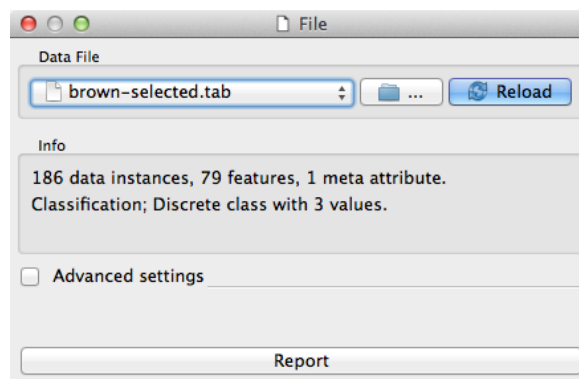 File
Data File
brown-selected.tab
...
Reload
Info
186 data instances, 79 features, 1 meta attribute.
Classification; Discrete class with 3 values.
Advanced settings
Report